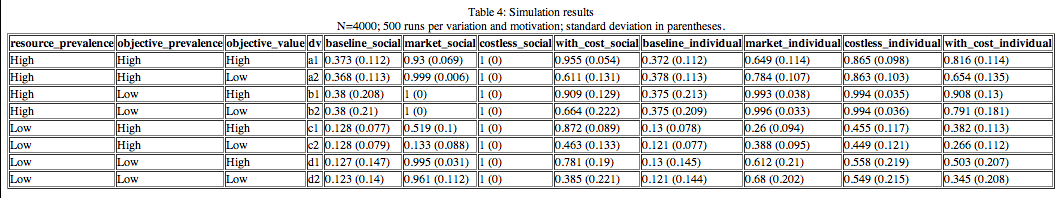 Table 4: Simulation results
N=4000; 500 runs per variation and motivation; standard deviation in parentheses.
resource_prevalence objective_prevalence objective_value dv baseline_social market_social costless_social with_cost_social baseline_individual market_individual costless_individual with_cost_individual
High High High a1 0.373 (0.112) 0.93 (0.069) 1 (0) 0.955 (0.054) 0.372 (0.112) 0.649 (0.114) 0.865 (0.098) 0.816 (0.114)
High High Low a2 0.368 (0.113) 0.999 (0.006) 1 (0) 0.611 (0.131) 0.378 (0.113) 0.784 (0.107) 0.863 (0.103) 0.654 (0.135)
High Low High b1 0.38 (0.208) 1 (0) 1 (0) 0.909 (0.129) 0.375 (0.213) 0.993 (0.038) 0.994 (0.035) 0.908 (0.13)
High Low Low b2 0.38 (0.21) 1 (0) 1 (0) 0.664 (0.222) 0.375 (0.209) 0.996 (0.033) 0.994 (0.036) 0.791 (0.181)
Low High High c1 0.128 (0.077) 0.519 (0.1) 1 (0) 0.872 (0.089) 0.13 (0.078) 0.26 (0.094) 0.455 (0.117) 0.382 (0.113)
Low High Low c2 0.128 (0.079) 0.133 (0.088) 1 (0) 0.463 (0.133) 0.121 (0.077) 0.388 (0.095) 0.449 (0.121) 0.266 (0.112)
Low Low High d1 0.127 (0.147) 0.995 (0.031) 1 (0) 0.781 (0.19) 0.13 (0.145) 0.612 (0.21) 0.558 (0.219) 0.503 (0.207)
Low Low Low d2 0.123 (0.14) 0.961 (0.112) 1 (0) 0.385 (0.221) 0.121 (0.144) 0.68 (0.202) 0.549 (0.215) 0.345 (0.208)